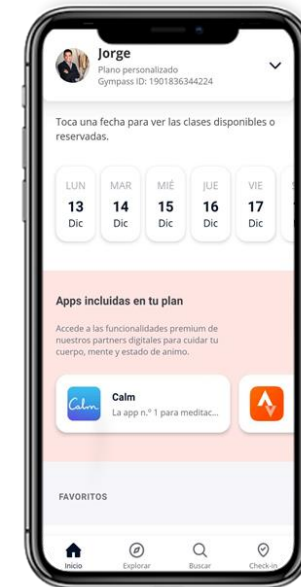 Jorge
Plano personalizado
Gympass ID: 1901836344224
Toca una fecha para ver las clases disponibles o
reservadas.
LUN
13
Dic
MAR
14
Dic
MIÉ
15
Dic
JUE
16
Dic
VIE
17
Dic
Apps incluidas en tu plan
Accede a las funcionalidades premium de
nuestros partners digitales para cuidar tu
cuerpo, mente y estado de animo.
Calm
Calm
La app n.º 1 para meditac...
FAVORITOS
Inicio
Explorar
Buscar
Check-in